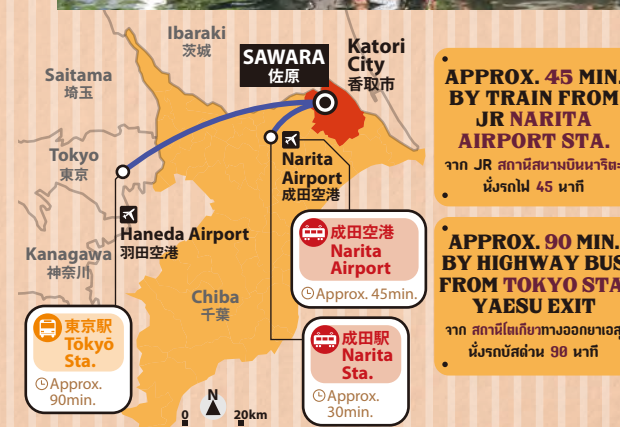 Ibaraki
茨城
SAWARA
佐原
Katori
City
香取市
Saitama
埼玉
Tokyo
東京
Narita
Airport
成田空港
Haneda Airport
羽田空港
Kanagawa
神奈川
Chiba
千葉
成田空港
Narita
Airport
Approx. 45min.
東京駅
Tōkyō
Sta.
Approx.
90min.
成田駅
Narita
Sta.
Approx.
30min.
N
0 20km
APPROX. 45 MIN.
BY TRAIN FROM
JR NARITA
AIRPORT STA.
จาก JR สถานีสนามบินนาริตะ
นั่งรถไฟ 45 นาที
APPROX. 90 MIN.
BY HIGHWAY BUS
FROM TOKYO STA
YAESU EXIT
จาก สถานีโตเกียวทางออกยาเอสุ
นั่งรถบัสด่วน 90 นาที